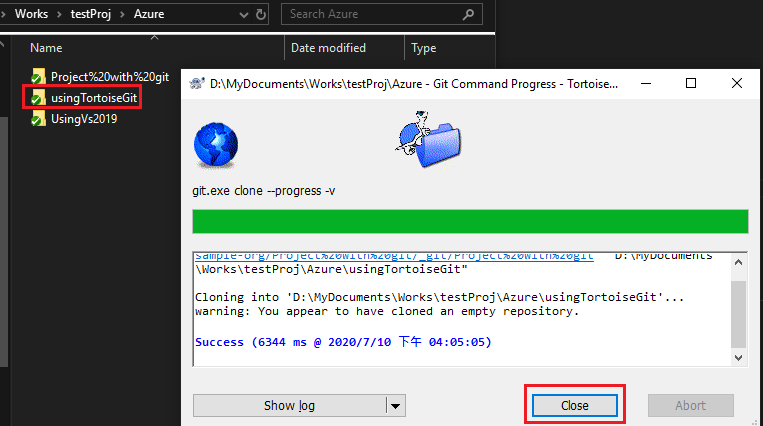 Works › testProj › Azure
Search Azure
Name Date modified Type
Project%20with%20git
usingTortoiseGit
UsingVs2019
D:\MyDocuments\Works\testProj\Azure - Git Command Progress - Tortoise...
git.exe clone --progress -v
sample-org/Project%20with%20git/_git/Project%20with%20git" "D:\MyDocuments
\Works\testProj\Azure\usingTortoiseGit"
Cloning into 'D:\MyDocuments\Works\testProj\Azure\usingTortoiseGit'...
warning: You appear to have cloned an empty repository.
Success (6344 ms @ 2020/7/10 下午 04:05:05)
Show log
Close
Abort